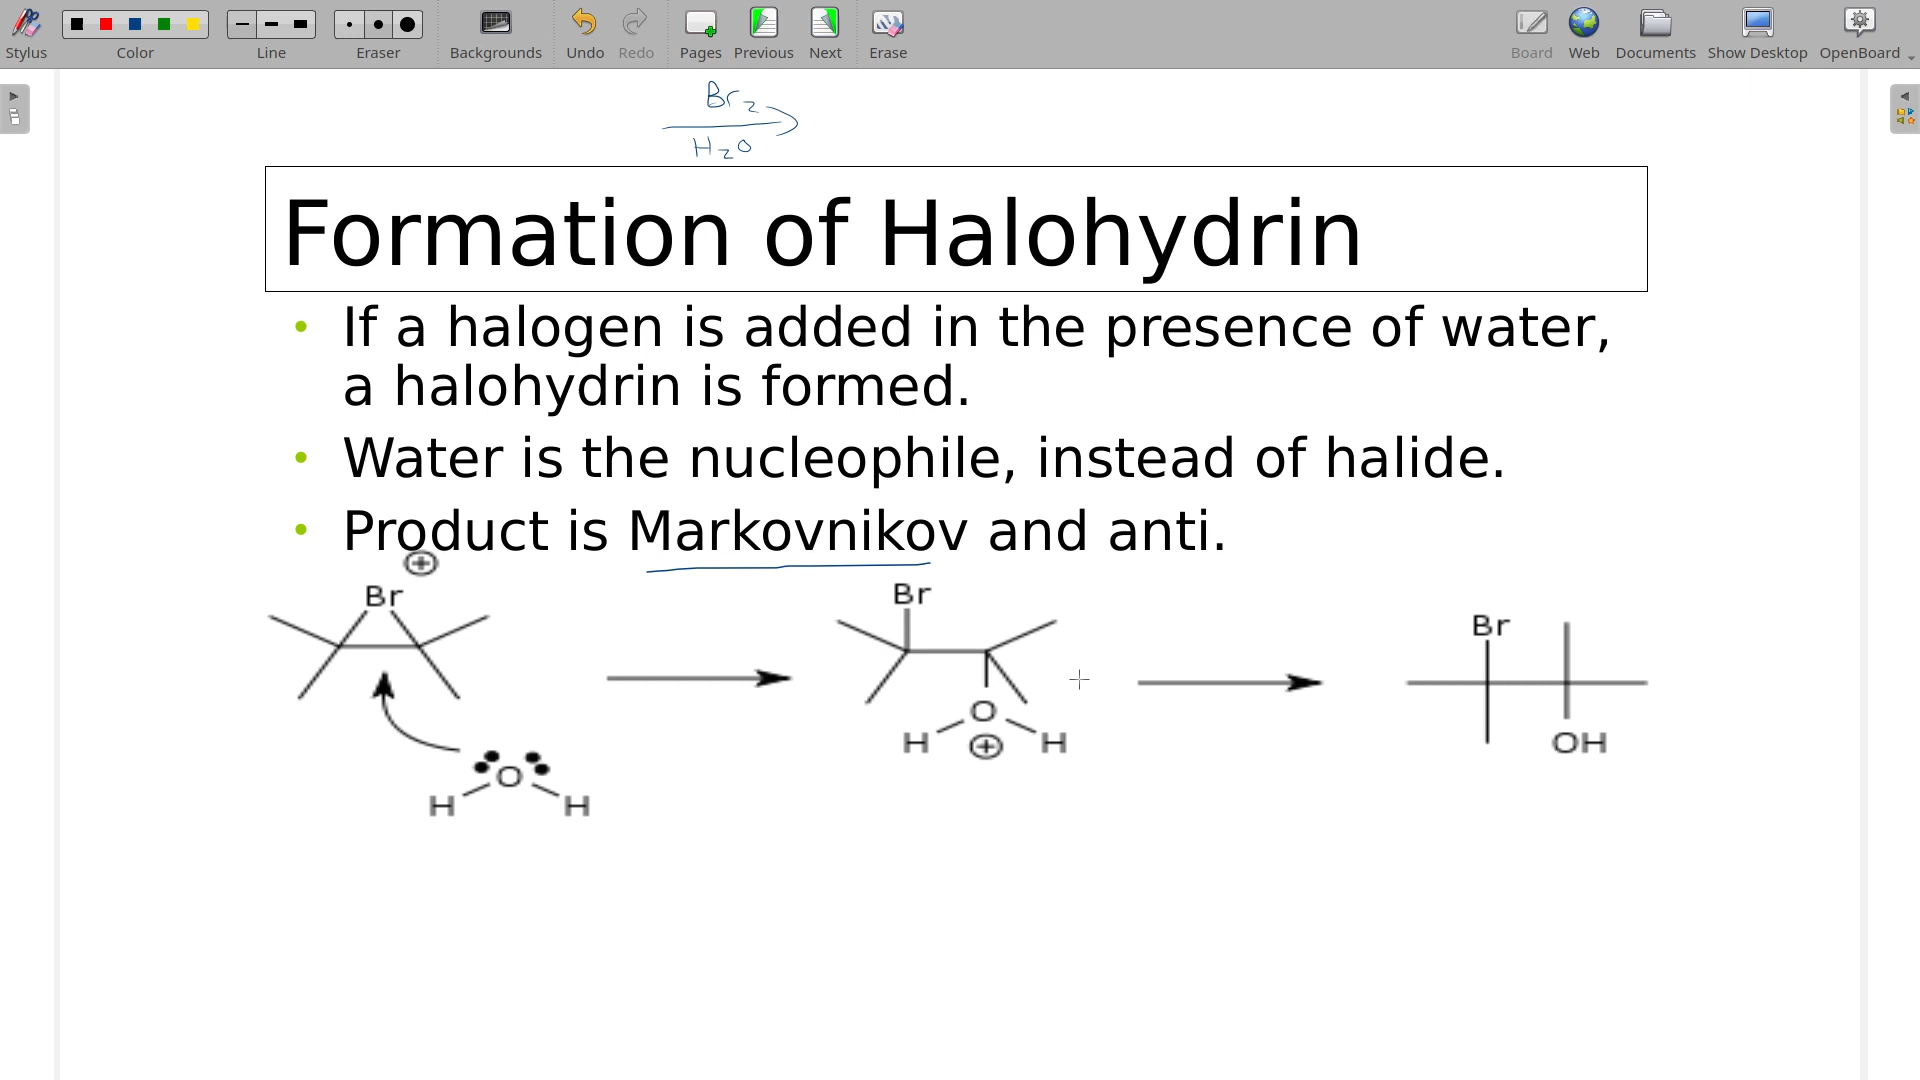 Stylus Color Line Eraser Backgrounds Undo Redo Pages Previous Next Erase Board Web Documents Show Desktop OpenBoard
Br2
H2O
Formation of Halohydrin
• If a halogen is added in the presence of water,
a halohydrin is formed.
• Water is the nucleophile, instead of halide.
• Product is Markovnikov and anti.
⊕
Br
O
H H
Br
O
H ⊕ H
Br
OH